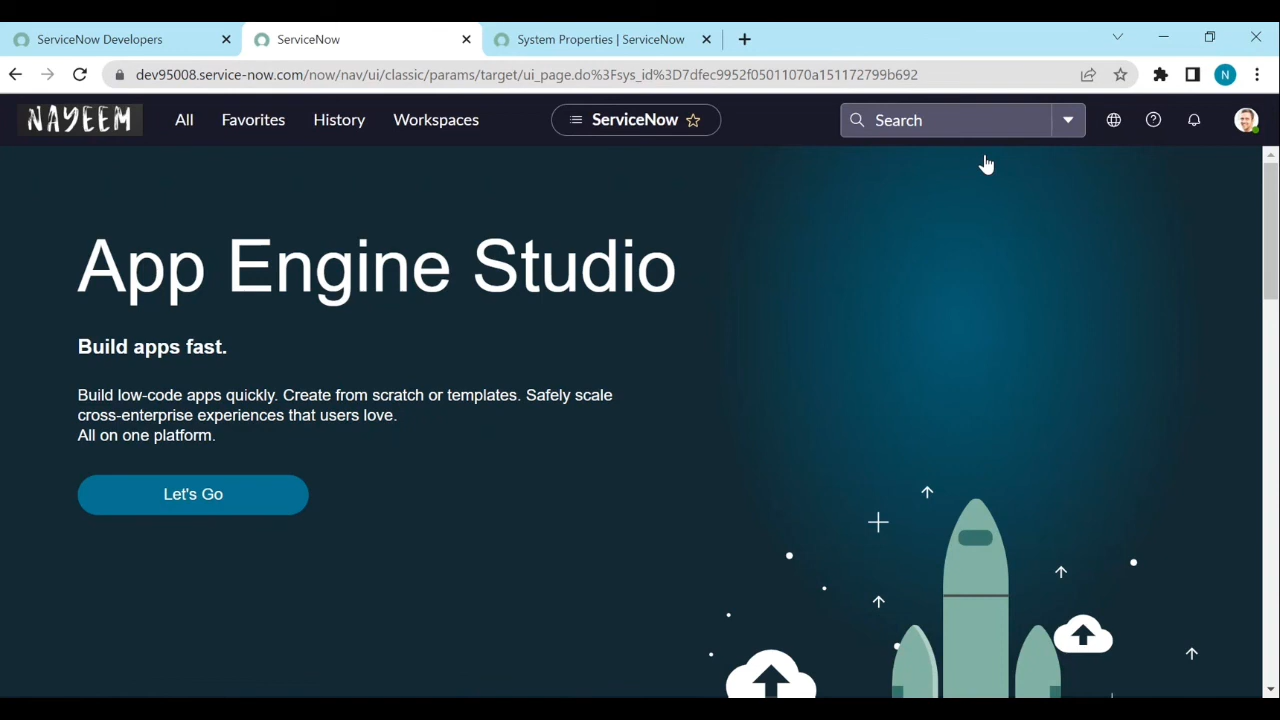 ServiceNow Developers
ServiceNow
System Properties | ServiceNow
dev95008.service-now.com/now/nav/ui/classic/params/target/ui_page.do%3Fsys_id%3D7dfec9952f05011070a151172799b692
N
NAYEEM
All
Favorites
History
Workspaces
ServiceNow
Search
App Engine Studio
Build apps fast.
Build low-code apps quickly. Create from scratch or templates. Safely scale
cross-enterprise experiences that users love.
All on one platform.
Let's Go